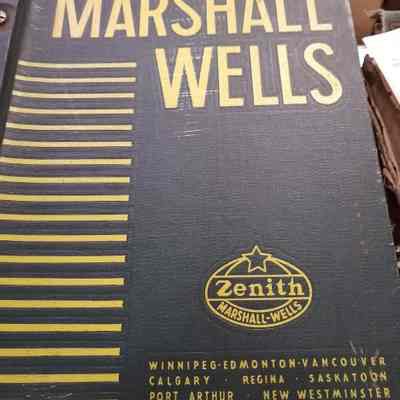 MARSHALL
WELLS
Zenith
MARSHALL-WELLS
WINNIPEG·EDMONTON·VANCOUVER
CALGARY · REGINA · SASKATOON
PORT ARTHUR · NEW WESTMINSTER